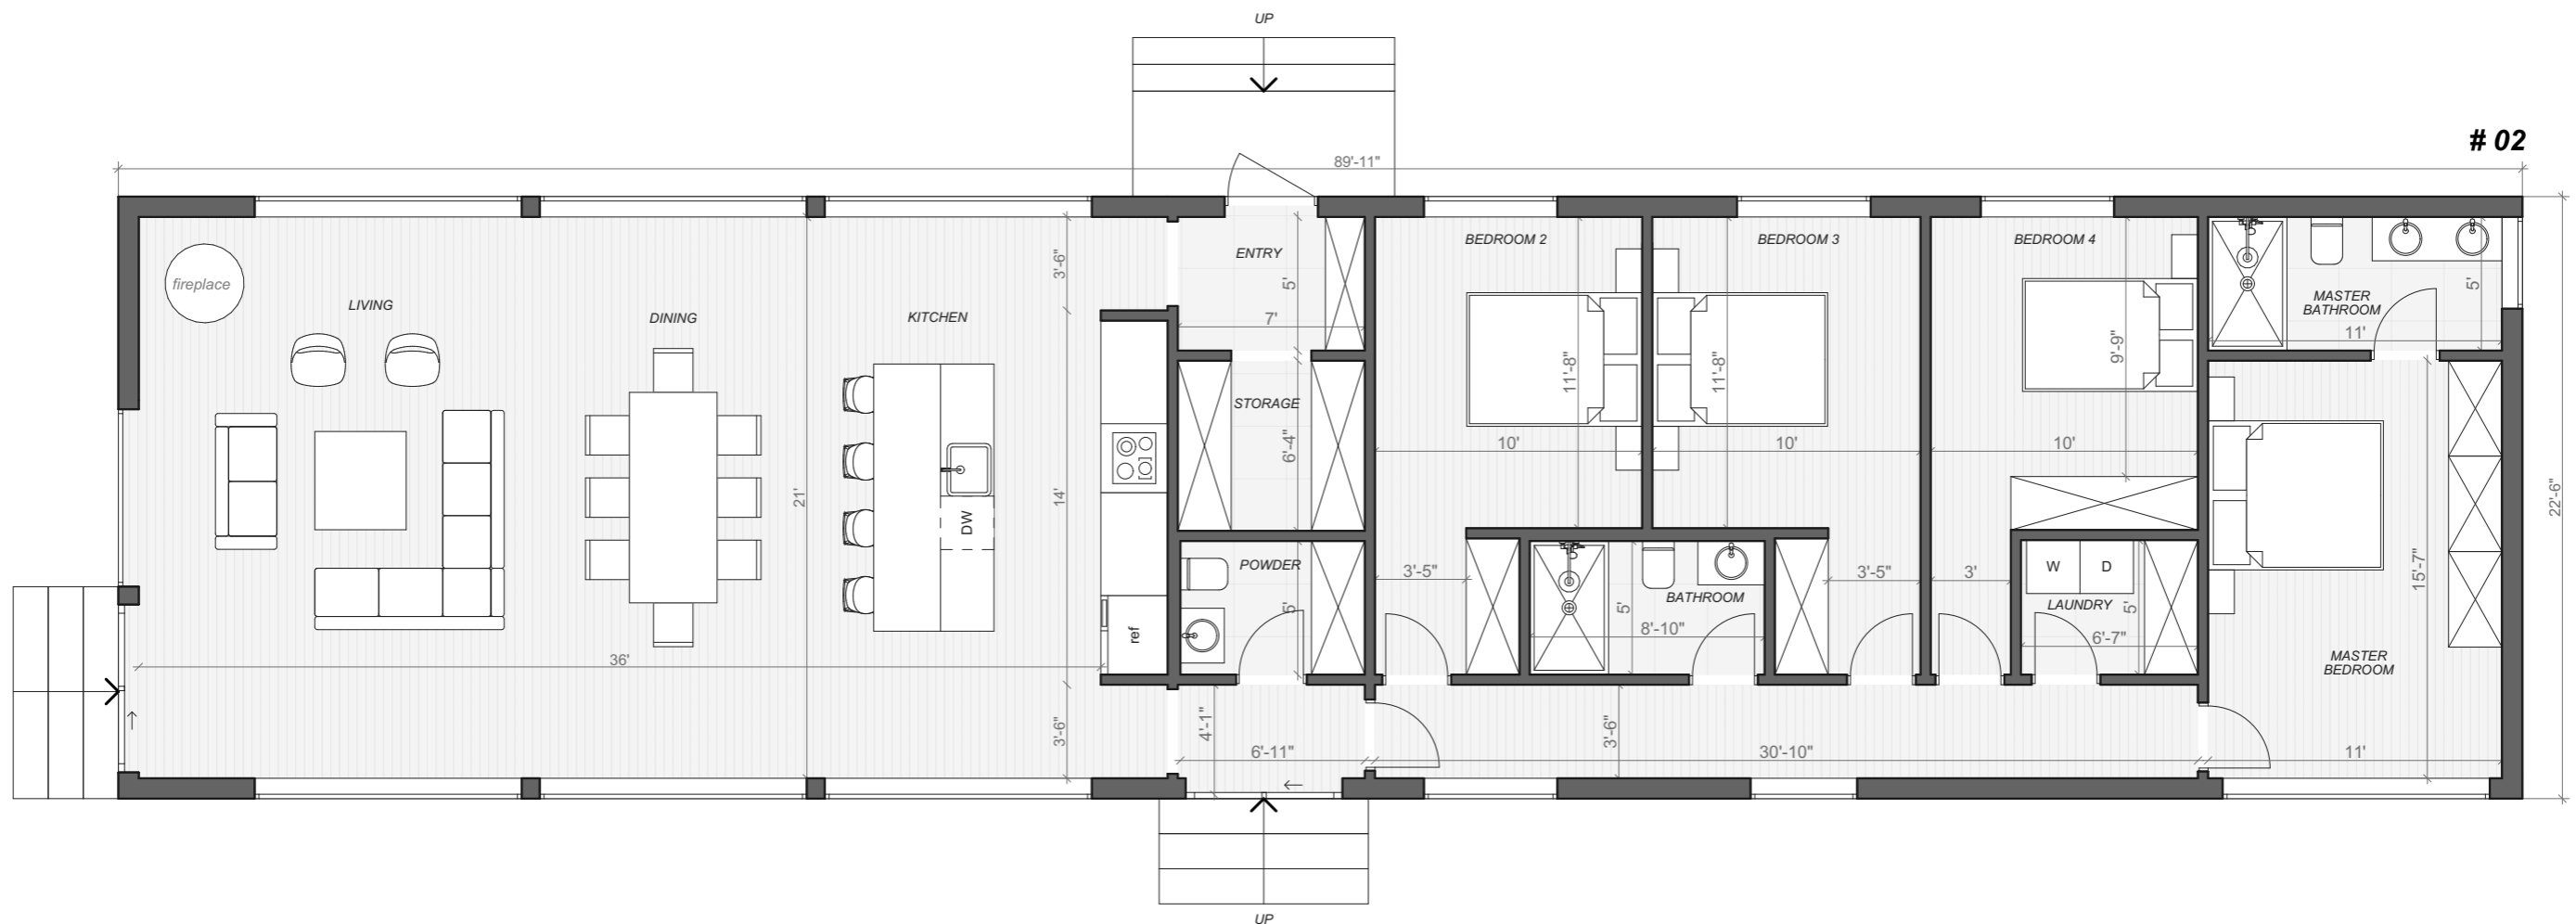 UP
# 02
89'-11"
22'-6"
fireplace
LIVING
DINING
KITCHEN
3'-6"
ENTRY
5'
7'
BEDROOM 2
BEDROOM 3
BEDROOM 4
MASTER
BATHROOM
5'
11'
STORAGE
6'-4"
11'-8"
11'-8"
9'-9"
10'
10'
10'
21'
14'
DW
ref
POWDER
5'
3'-5"
BATHROOM
5'
8'-10"
3'-5"
3'
W
D
LAUNDRY
5'
6'-7"
15'-7"
MASTER
BEDROOM
36'
3'-6"
4'-1"
6'-11"
3'-6"
30'-10"
11'
UP